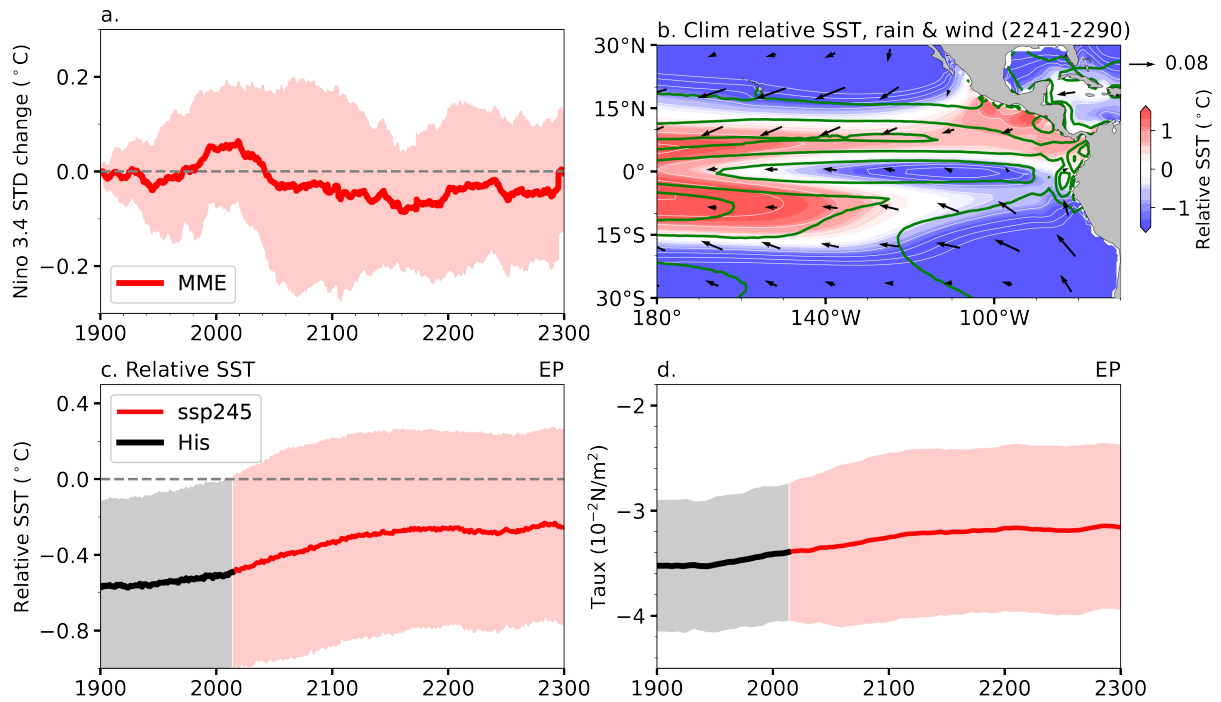 a.
Nino 3.4 STD change (°C)
0.2
0.0
−0.2
MME
1900 2000 2100 2200 2300
b. Clim relative SST, rain & wind (2241-2290)
30°N
15°N
0°
15°S
30°S
180° 140°W 100°W
0.08
1
0
−1
Relative SST (°C)
c. Relative SST EP
Relative SST (°C)
0.4
0.0
−0.4
−0.8
ssp245
His
1900 2000 2100 2200 2300
d. EP
Taux (10⁻²N/m²)
−2
−3
−4
1900 2000 2100 2200 2300